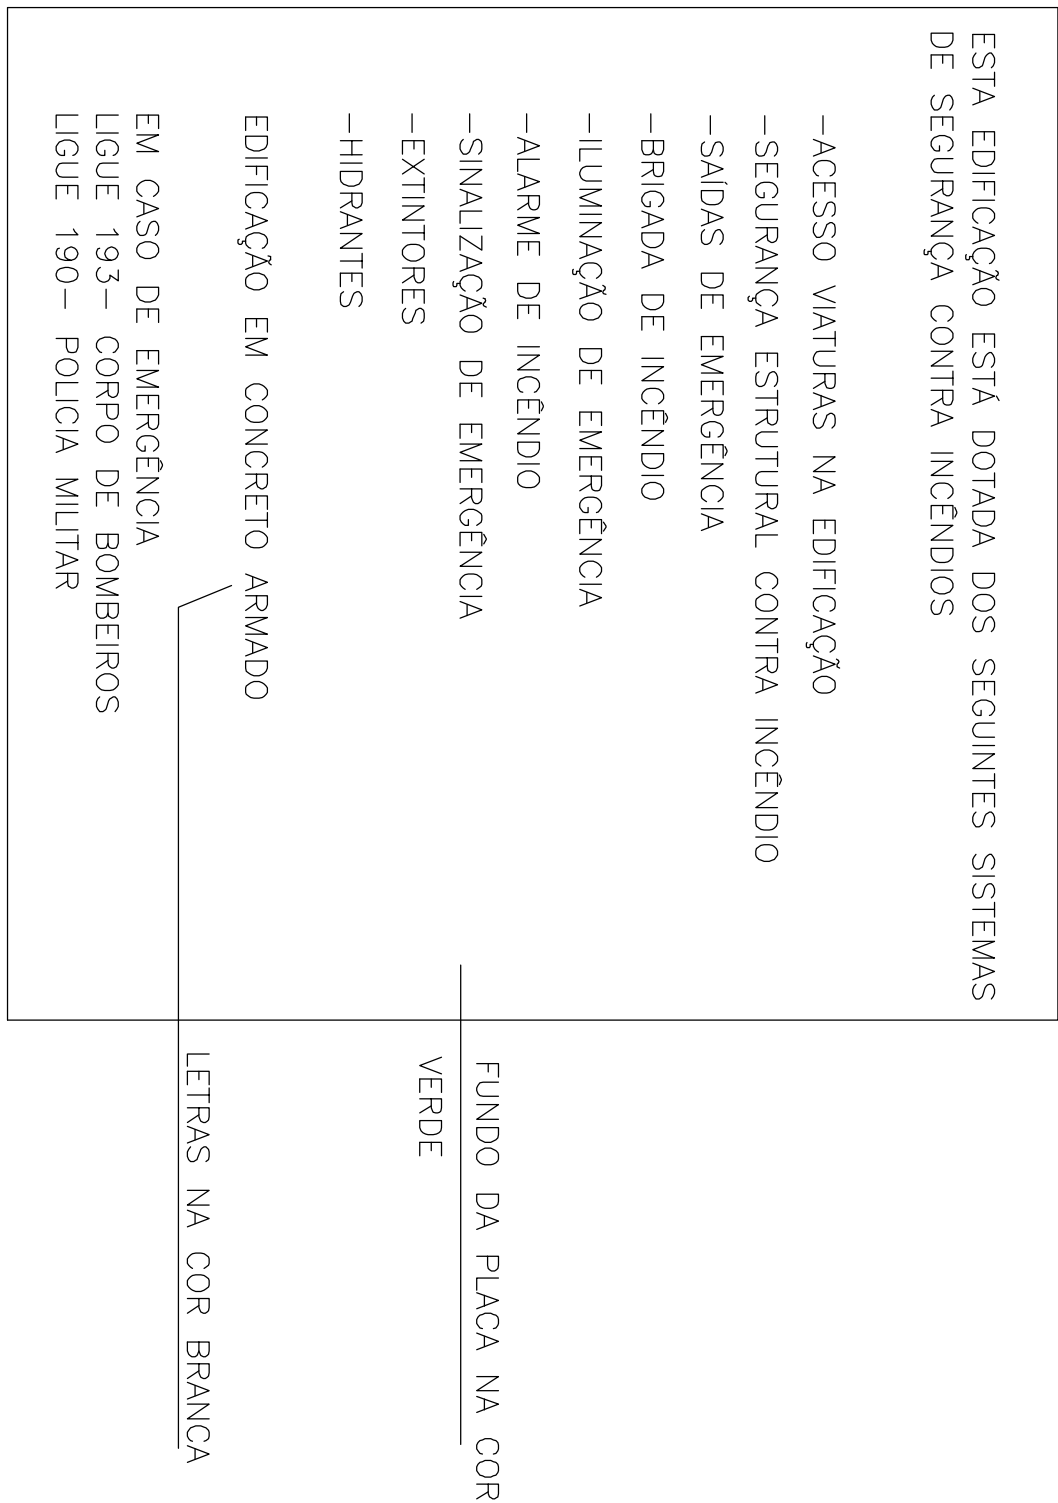 ESTA EDIFICAÇÃO ESTÁ DOTADA DOS SEGUINTES SISTEMAS
DE SEGURANÇA CONTRA INCÊNDIOS
-ACESSO VIATURAS NA EDIFICAÇÃO
-SEGURANÇA ESTRUTURAL CONTRA INCÊNDIO
-SAÍDAS DE EMERGÊNCIA
-BRIGADA DE INCÊNDIO
-ILUMINAÇÃO DE EMERGÊNCIA
-ALARME DE INCÊNDIO
-SINALIZAÇÃO DE EMERGÊNCIA
-EXTINTORES
-HIDRANTES
EDIFICAÇÃO EM CONCRETO ARMADO
EM CASO DE EMERGÊNCIA
LIGUE 193- CORPO DE BOMBEIROS
LIGUE 190- POLICIA MILITAR
FUNDO DA PLACA NA COR
VERDE
LETRAS NA COR BRANCA